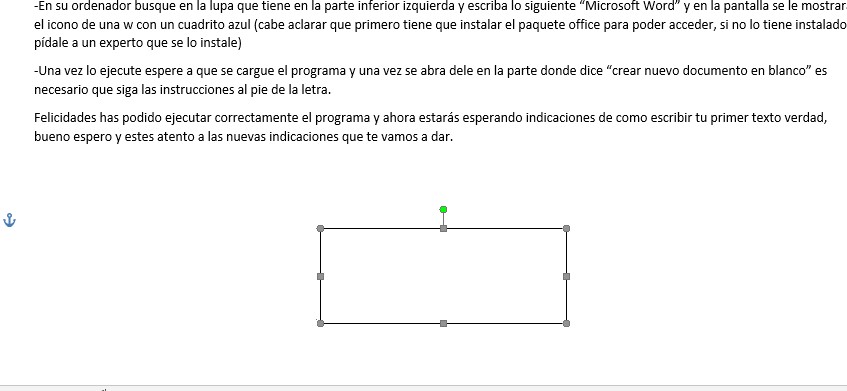 -En su ordenador busque en la lupa que tiene en la parte inferior izquierda y escriba lo siguiente “Microsoft Word” y en la pantalla se le mostrar
el icono de una w con un cuadrito azul (cabe aclarar que primero tiene que instalar el paquete office para poder acceder, si no lo tiene instalado
pídale a un experto que se lo instale)
-Una vez lo ejecute espere a que se cargue el programa y una vez se abra dele en la parte donde dice “crear nuevo documento en blanco” es
necesario que siga las instrucciones al pie de la letra.
Felicidades has podido ejecutar correctamente el programa y ahora estarás esperando indicaciones de como escribir tu primer texto verdad,
bueno espero y estes atento a las nuevas indicaciones que te vamos a dar.